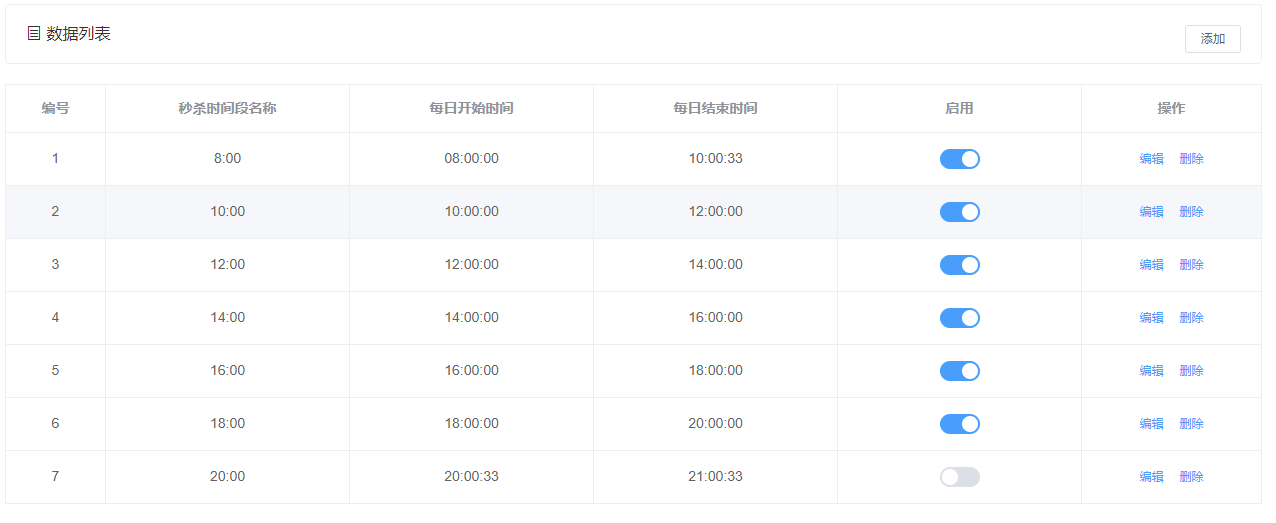 数据列表
添加
编号 秒杀时间段名称 每日开始时间 每日结束时间 启用 操作
1 8:00 08:00:00 10:00:33 编辑 删除
2 10:00 10:00:00 12:00:00 编辑 删除
3 12:00 12:00:00 14:00:00 编辑 删除
4 14:00 14:00:00 16:00:00 编辑 删除
5 16:00 16:00:00 18:00:00 编辑 删除
6 18:00 18:00:00 20:00:00 编辑 删除
7 20:00 20:00:33 21:00:33 编辑 删除